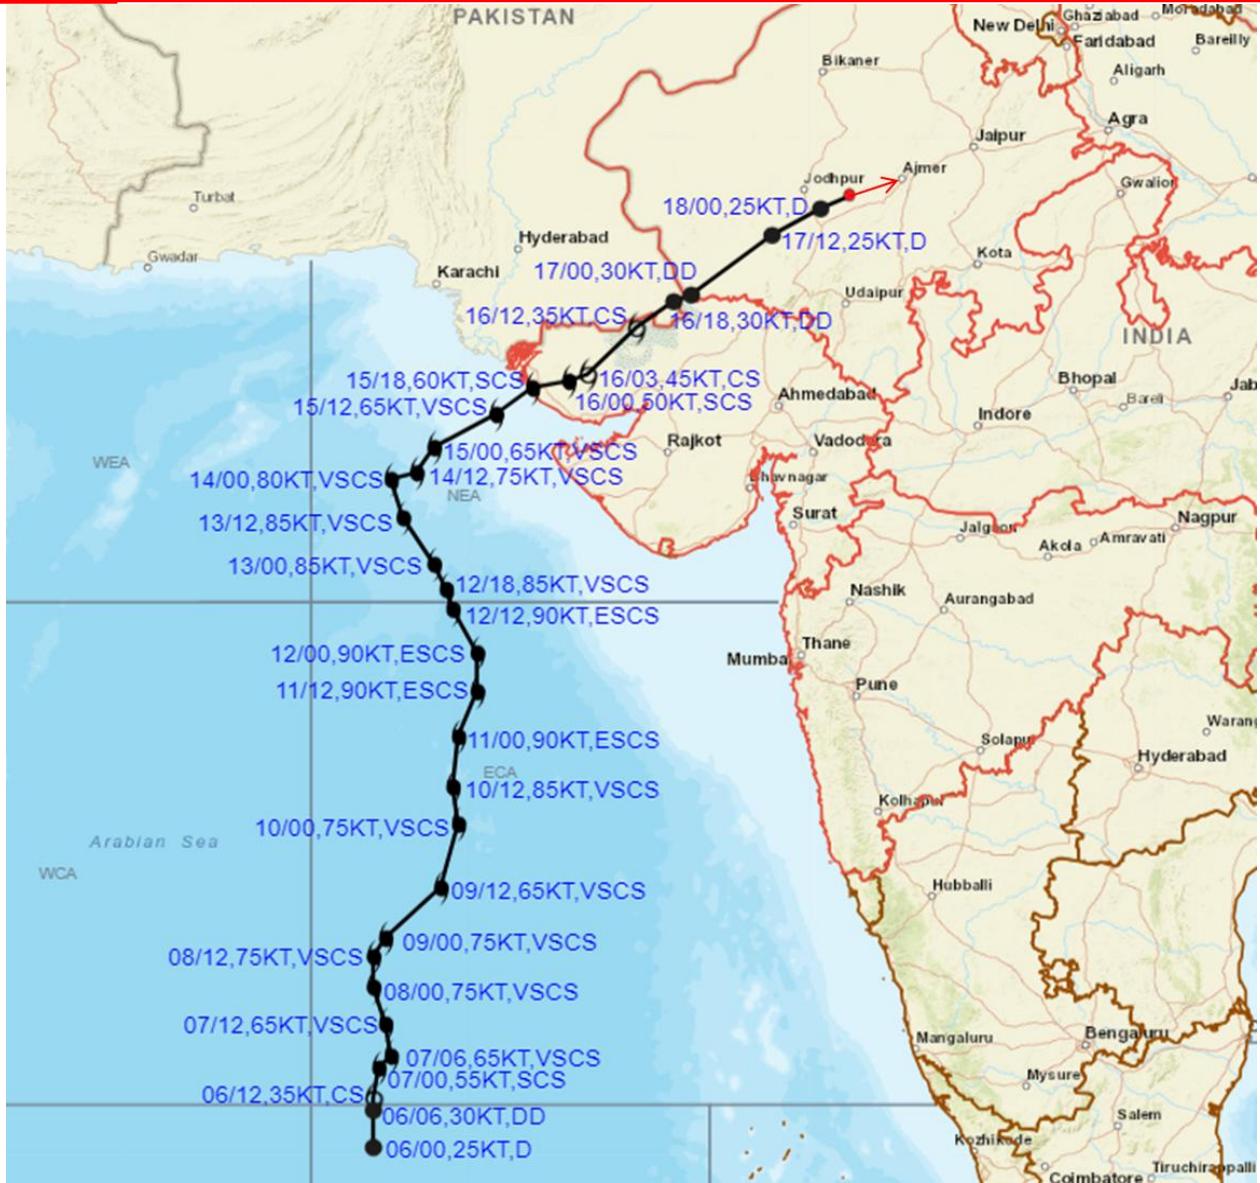 PAKISTAN
New Delhi
Ghaziabad
Moradabad
Faridabad
Bareilly
Bikaner
Aligarh
Agra
Jaipur
Ajmer
Jodhpur
Gwalior
Turbat
18/00,25KT,D
17/12,25KT,D
Hyderabad
Gwadar
Karachi
Kota
17/00,30KT,DD
Udaipur
16/12,35KT,CS
16/18,30KT,DD
INDIA
15/18,60KT,SCS
16/03,45KT,CS
Bhopal
Jab
15/12,65KT,VSCS
16/00,50KT,SCS
Ahmedabad
Bareli
Indore
Rajkot
Vadodara
15/00,65KT,VSCS
WEA
14/00,80KT,VSCS
14/12,75KT,VSCS
Bhavnagar
NEA
13/12,85KT,VSCS
Surat
Jalgaon
Nagpur
Akola
Amravati
13/00,85KT,VSCS
12/18,85KT,VSCS
Nashik
Aurangabad
12/12,90KT,ESCS
12/00,90KT,ESCS
Thane
Mumbai
11/12,90KT,ESCS
Pune
11/00,90KT,ESCS
Solapur
Warang
Hyderabad
ECA
10/12,85KT,VSCS
Kolhapur
10/00,75KT,VSCS
Arabian Sea
WCA
09/12,65KT,VSCS
Hubballi
09/00,75KT,VSCS
08/12,75KT,VSCS
08/00,75KT,VSCS
07/12,65KT,VSCS
Mangaluru
Bengaluru
07/06,65KT,VSCS
07/00,55KT,SCS
Mysure
06/12,35KT,CS
06/06,30KT,DD
Salem
Kozhikode
06/00,25KT,D
Coimbatore
Tiruchirappalli